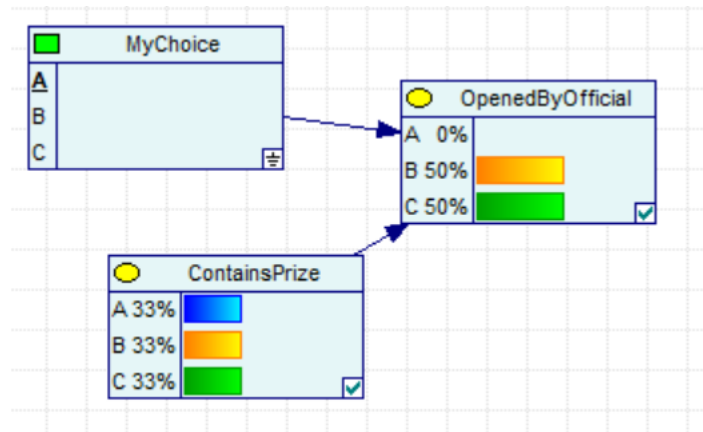 MyChoice
A
B
C
OpenedByOfficial
A 0%
B 50%
C 50%
ContainsPrize
A 33%
B 33%
C 33%